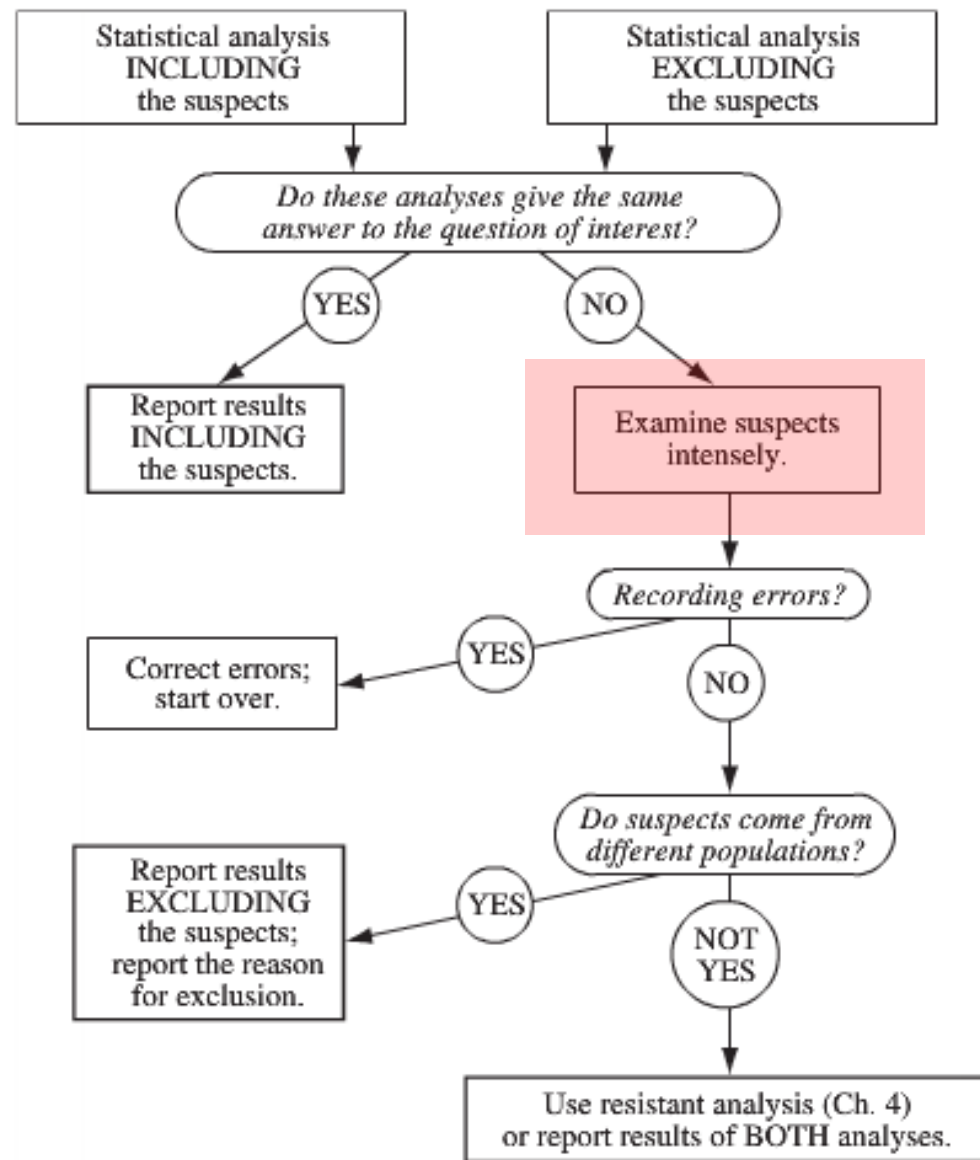 Statistical analysis
INCLUDING
the suspects
Statistical analysis
EXCLUDING
the suspects
Do these analyses give the same
answer to the question of interest?
YES
NO
Report results
INCLUDING
the suspects.
Examine suspects
intensely.
Recording errors?
YES
Correct errors;
start over.
NO
Do suspects come from
different populations?
YES
Report results
EXCLUDING
the suspects;
report the reason
for exclusion.
NOT
YES
Use resistant analysis (Ch. 4)
or report results of BOTH analyses.